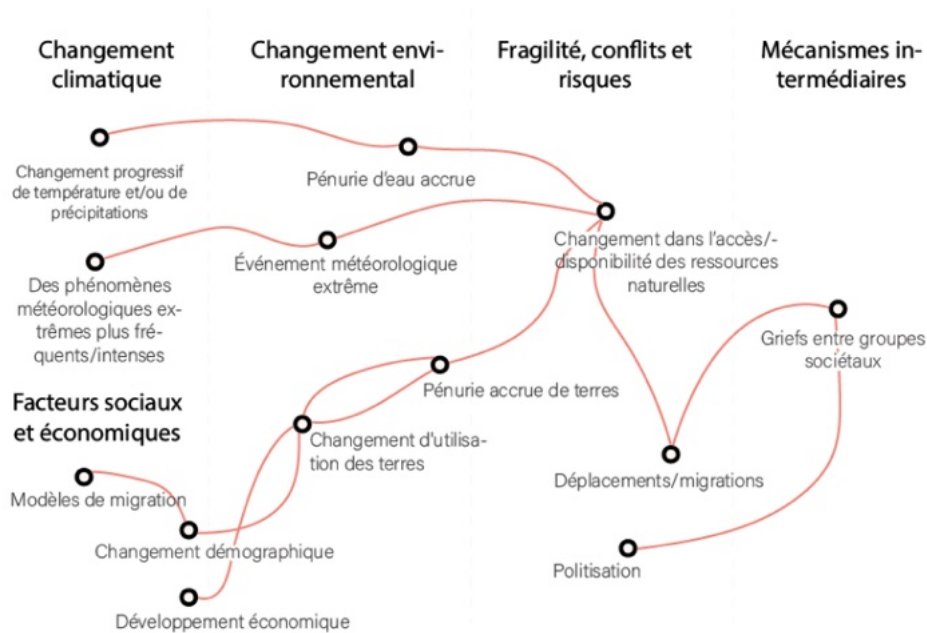 Changement
climatique
Changement envi-
ronnemental
Fragilité, conflits et
risques
Mécanismes in-
termédiaires
Changement progressif
de température et/ou de
précipitations
Pénurie d'eau accrue
Changement dans l'accès/-
disponibilité des ressources
naturelles
Événement météorologique
extrême
Des phénomènes
météorologiques ex-
trêmes plus fré-
quents/intenses
Griefs entre groupes
sociétaux
Pénurie accrue de terres
Facteurs sociaux
et économiques
Changement d'utilisa-
tion des terres
Modèles de migration
Déplacements/migrations
Changement démographique
Politisation
Développement économique